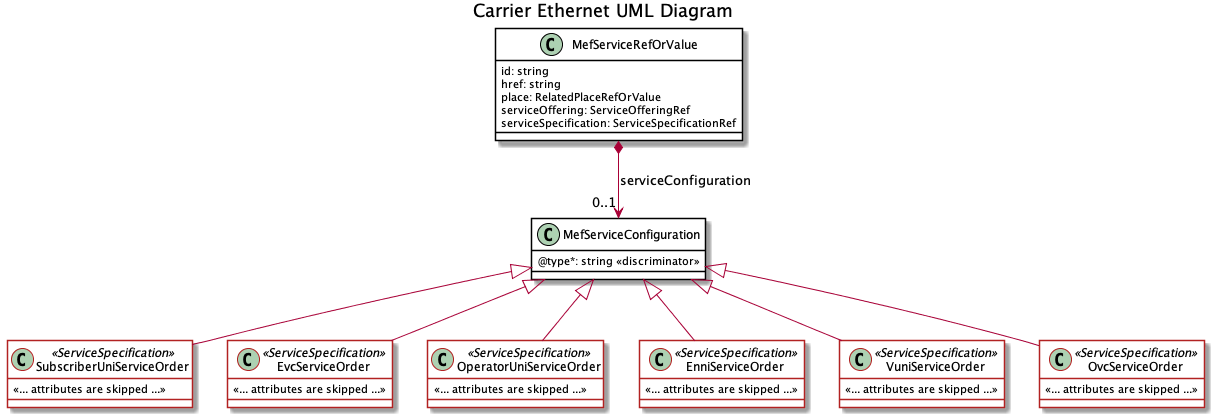 Carrier Ethernet UML Diagram
C MefServiceRefOrValue
id: string
href: string
place: RelatedPlaceRefOrValue
serviceOffering: ServiceOfferingRef
serviceSpecification: ServiceSpecificationRef
serviceConfiguration
0..1
C MefServiceConfiguration
@type*: string «discriminator»
C «ServiceSpecification»
SubscriberUniServiceOrder
«... attributes are skipped ...»
C «ServiceSpecification»
EvcServiceOrder
«... attributes are skipped ...»
C «ServiceSpecification»
OperatorUniServiceOrder
«... attributes are skipped ...»
C «ServiceSpecification»
EnniServiceOrder
«... attributes are skipped ...»
C «ServiceSpecification»
VuniServiceOrder
«... attributes are skipped ...»
C «ServiceSpecification»
OvcServiceOrder
«... attributes are skipped ...»